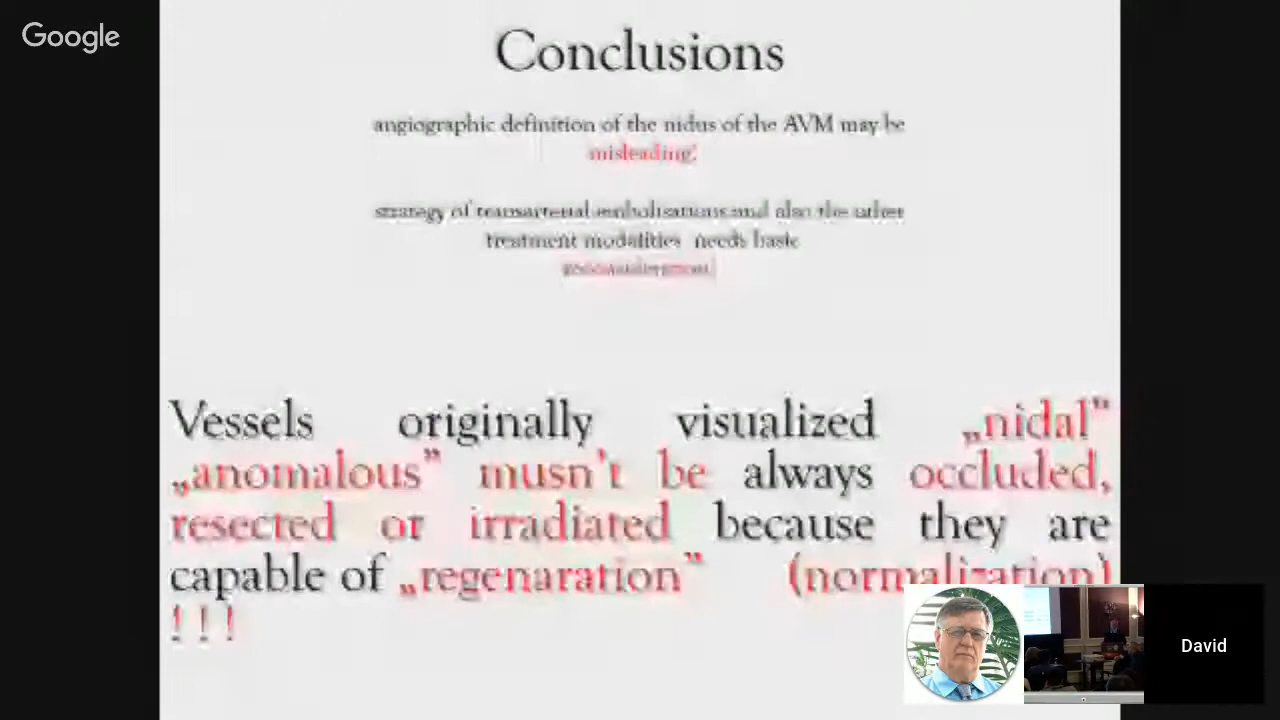 Google
Conclusions
angiographic definition of the nidus of the AVM may be
misleading!
strategy of transarterial embolisations and also the other
treatment modalities needs basic
Vessels originally visualized „nidal”
„anomalous” musn't be always occluded,
resected or irradiated because they are
capable of „regenaration” (normalization)
!!!
David